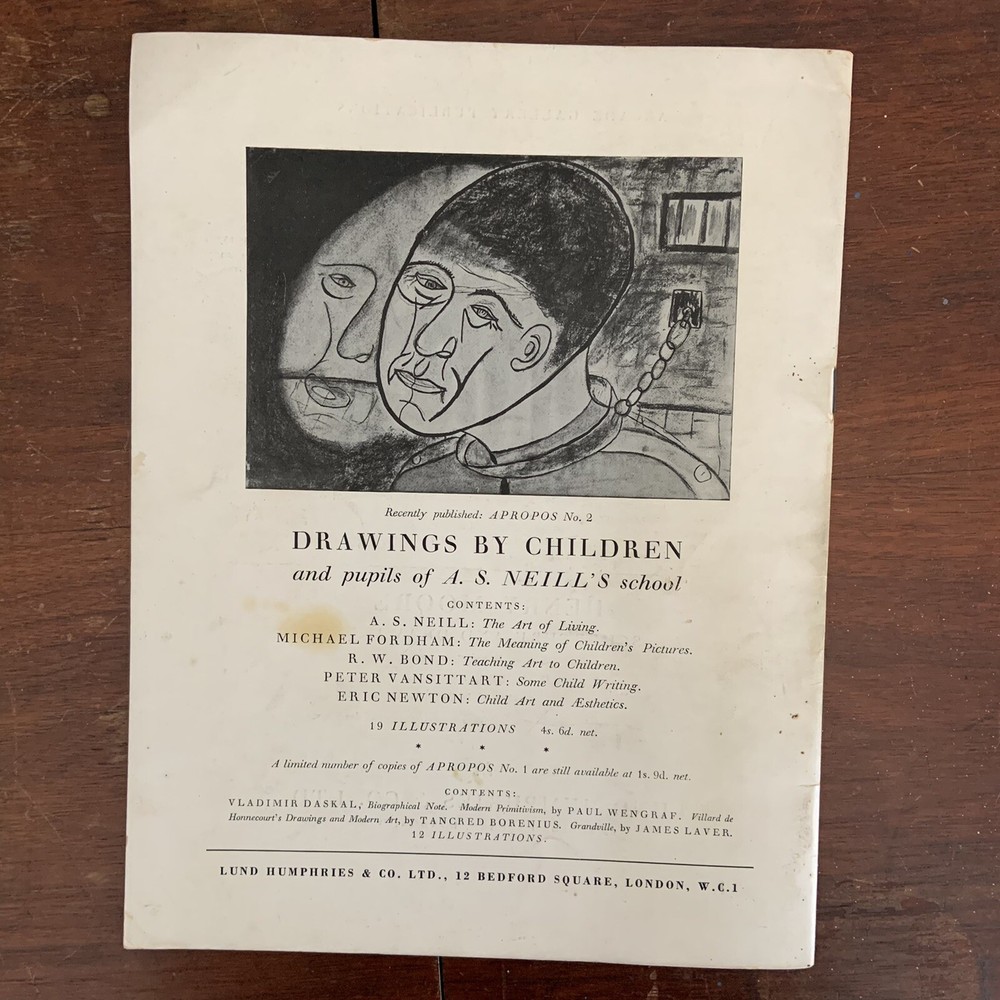 Recently published: APROPOS No. 2
DRAWINGS BY CHILDREN
and pupils of A. S. NEILL'S school
CONTENTS:
A. S. NEILL: The Art of Living.
MICHAEL FORDHAM: The Meaning of Children's Pictures.
R. W. BOND: Teaching Art to Children.
PETER VANSITTART: Some Child Writing.
ERIC NEWTON: Child Art and Æsthetics.
19 ILLUSTRATIONS 4s. 6d. net.
* * *
A limited number of copies of APROPOS No. 1 are still available at 1s. 9d. net.
CONTENTS:
VLADIMIR DASKAL, Biographical Note. Modern Primitivism, by PAUL WENGRAF. Villard de
Honnecourt's Drawings and Modern Art, by TANCRED BORENIUS. Grandville, by JAMES LAVER.
12 ILLUSTRATIONS.
LUND HUMPHRIES & CO. LTD., 12 BEDFORD SQUARE, LONDON, W.C.1